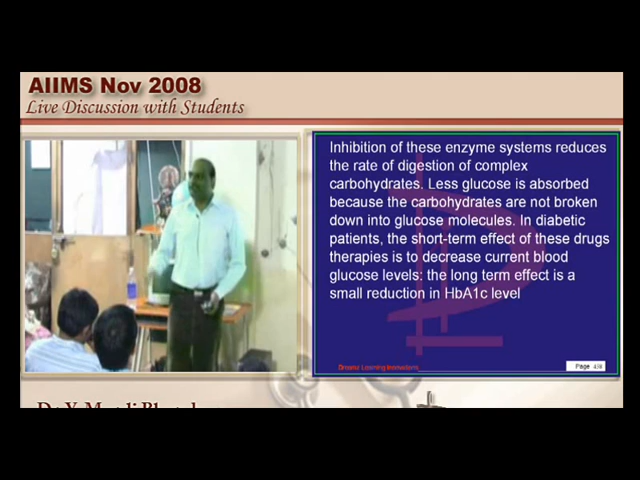 AIIMS Nov 2008
Live Discussion with Students
Inhibition of these enzyme systems reduces
the rate of digestion of complex
carbohydrates. Less glucose is absorbed
because the carbohydrates are not broken
down into glucose molecules. In diabetic
patients, the short-term effect of these drugs
therapies is to decrease current blood
glucose levels: the long term effect is a
small reduction in HbA1c level
Learning Innovations
Page